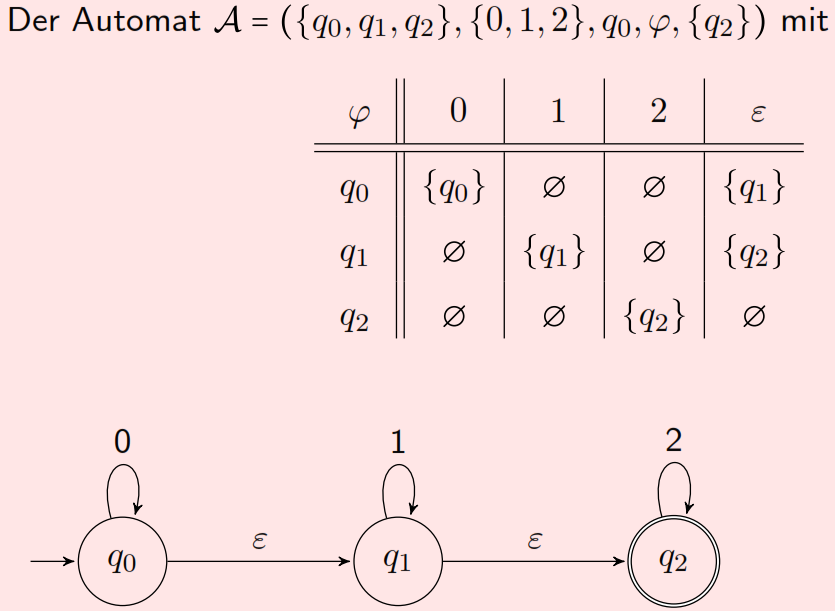 Der Automat 𝒜 = ({q₀, q₁, q₂}, {0, 1, 2}, q₀, φ, {q₂}) mit
φ 0 1 2 ε
q₀ {q₀} ∅ ∅ {q₁}
q₁ ∅ {q₁} ∅ {q₂}
q₂ ∅ ∅ {q₂} ∅
0 1 2
ε ε
q₀ q₁ q₂